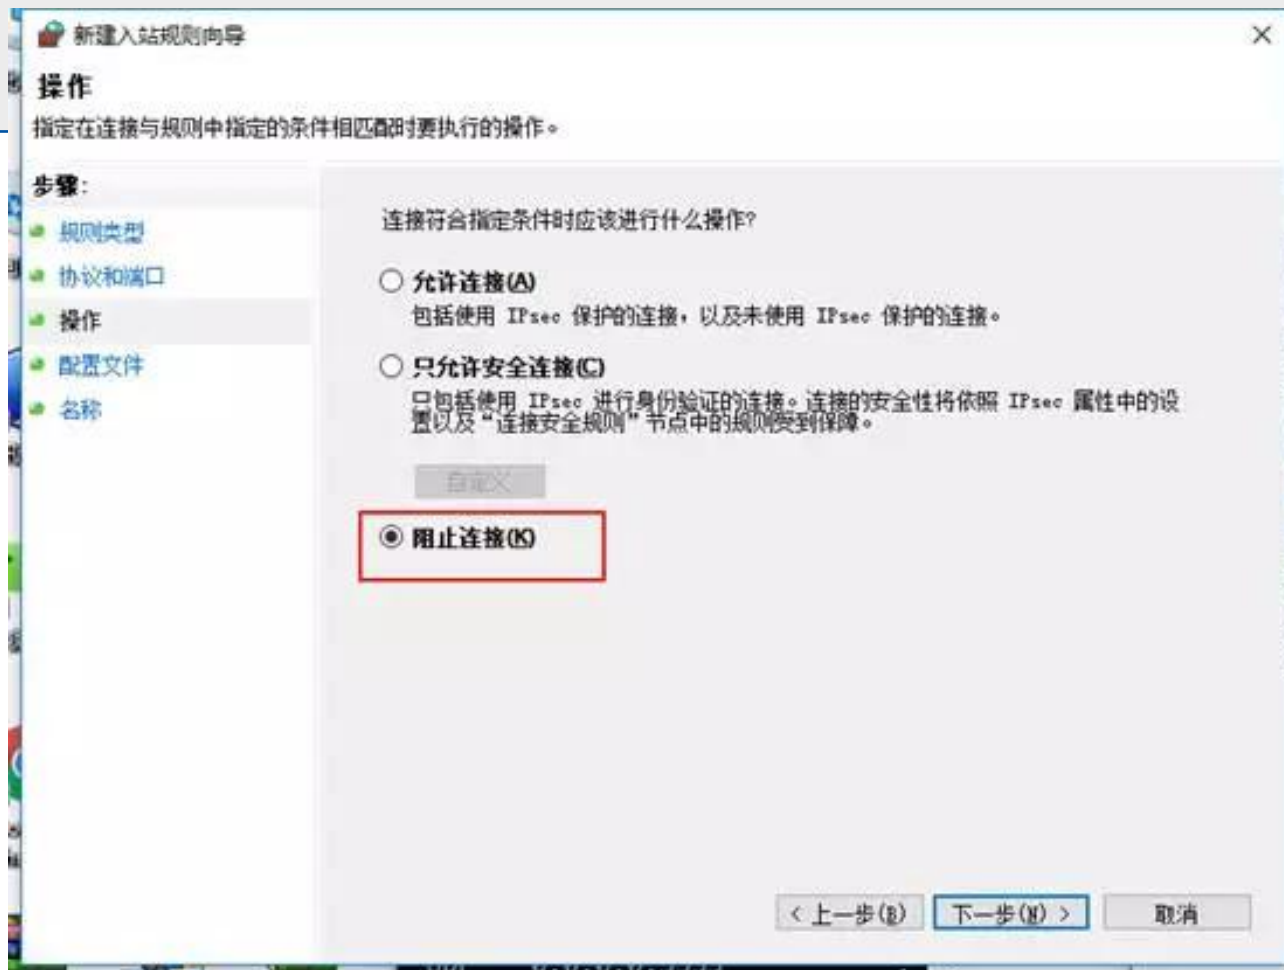 新建入站规则向导
操作
指定在连接与规则中指定的条件相匹配时要执行的操作。
步骤:
规则类型
协议和端口
操作
配置文件
名称
连接符合指定条件时应该进行什么操作?
允许连接(A)
包括使用 IPsec 保护的连接，以及未使用 IPsec 保护的连接。
只允许安全连接(C)
只包括使用 IPsec 进行身份验证的连接。连接的安全性将依照 IPsec 属性中的设
置以及“连接安全规则”节点中的规则受到保障。
自定义
阻止连接(K)
< 上一步(B)
下一步(N) >
取消